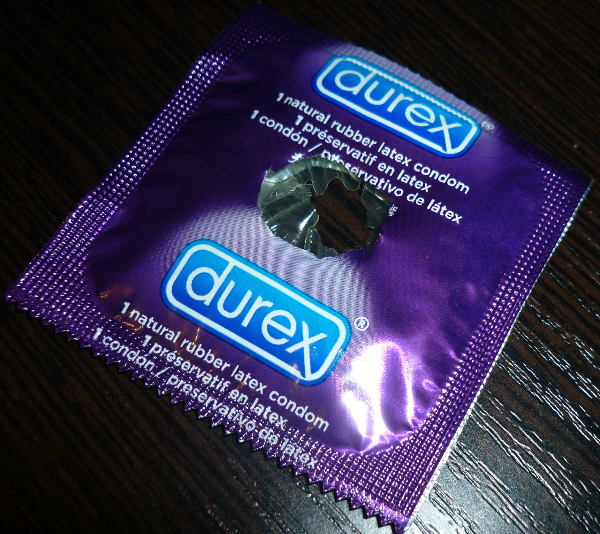 durex®
1 natural rubber latex condom
1 préservatif en latex
1 condón / preservativo de látex
durex®
1 natural rubber latex condom
1 préservatif en latex
1 condón / preservativo de látex